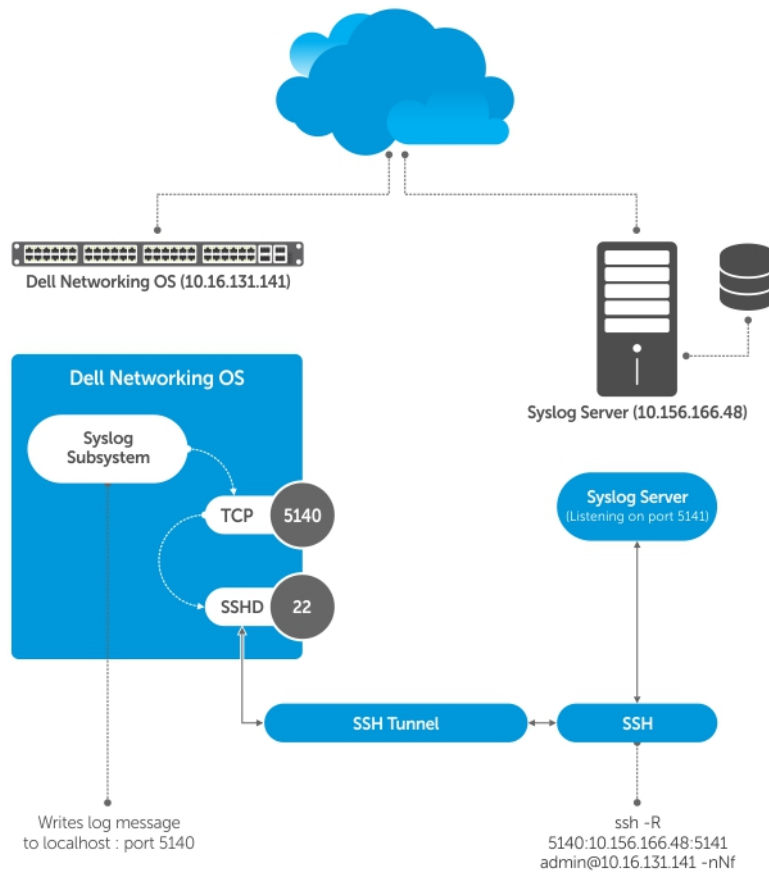 Dell Networking OS (10.16.131.141)
Syslog Server (10.156.166.48)
Dell Networking OS
Syslog
Subsystem
TCP
5140
SSHD
22
Syslog Server
(Listening on port 5141)
SSH Tunnel
SSH
Writes log message
to localhost : port 5140
ssh -R
5140:10.156.166.48:5141
admin@10.16.131.141 -nNf